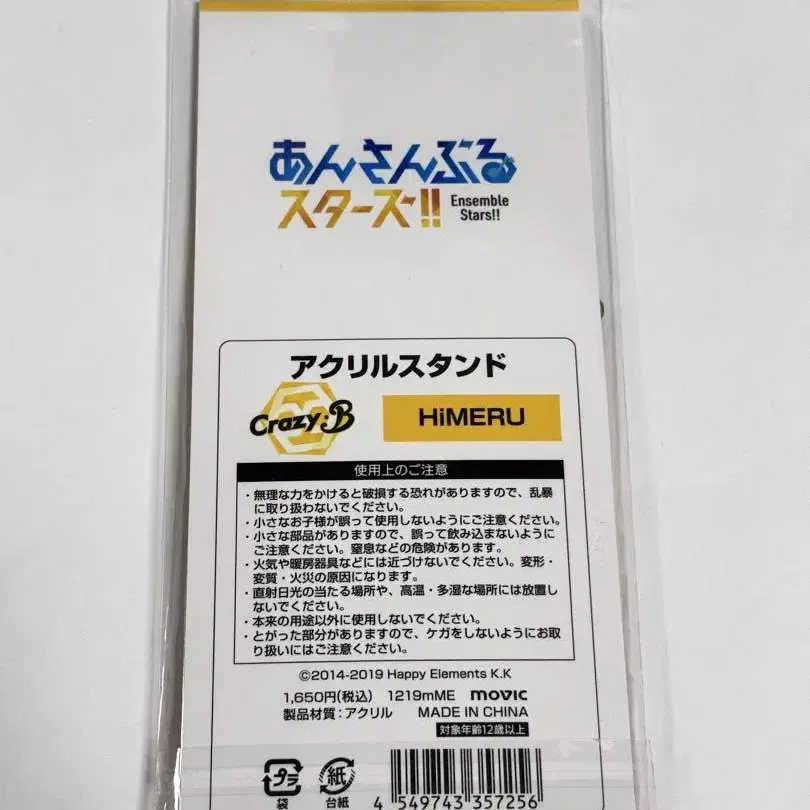 あんさんぶる
スターズ!!
Ensemble
Stars!!
アクリルスタンド
Crazy:B
HiMERU
使用上のご注意
・無理な力をかけると破損する恐れがありますので、乱暴
に取り扱わないでください。
・小さなお子様が誤って使用しないようにご注意ください。
・小さな部品がありますので、誤って飲み込まないように
ご注意ください。窒息などの危険があります。
・火気や暖房器具などには近づけないでください。変形・
変質・火災の原因になります。
・直射日光の当たる場所や、高温・多湿な場所には放置し
ないでください。
・本来の用途以外に使用しないでください。
・とがった部分がありますので、ケガをしないようにお取
り扱いにはご注意ください。
©2014-2019 Happy Elements K.K
1,650円(税込) 1219mME movic
製品材質:アクリル MADE IN CHINA
対象年齢12歳以上
プラ 紙
袋 台紙
4 549743 357256